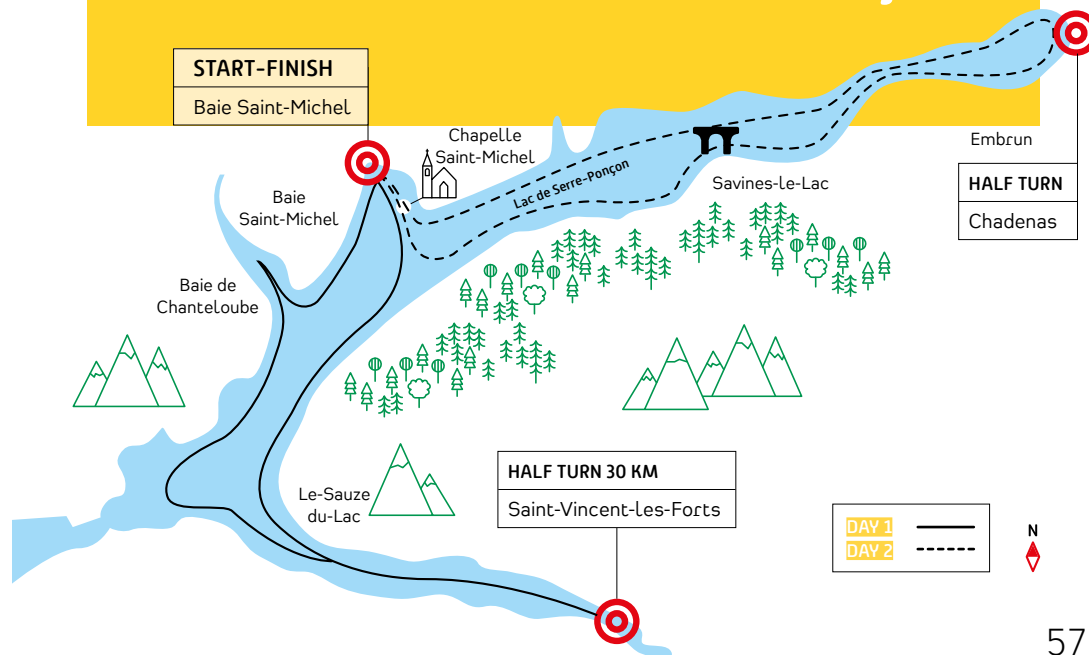 START-FINISH
Baie Saint-Michel
Chapelle
Saint-Michel
Embrun
HALF TURN
Chadenas
Lac de Serre-Ponçon
Savines-le-Lac
Baie
Saint-Michel
Baie de
Chanteloube
HALF TURN 30 KM
Saint-Vincent-les-Forts
Le-Sauze
du-Lac
DAY 1
DAY 2
N
57